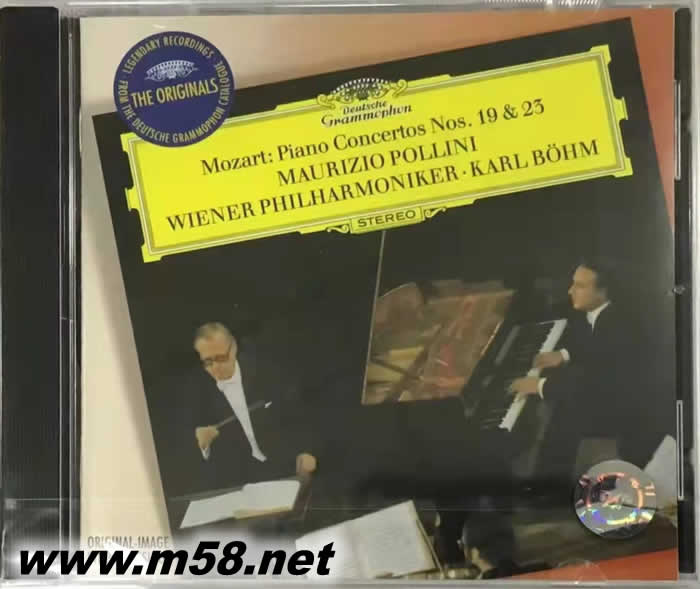 LEGENDARY RECORDINGS
THE ORIGINALS
FROM THE DEUTSCHE GRAMMOPHON CATALOGUE
Deutsche
Grammophon
Mozart: Piano Concertos Nos. 19 & 23
MAURIZIO POLLINI
WIENER PHILHARMONIKER · KARL BÖHM
STEREO
ORIGINAL-IMAGE
www.m58.net